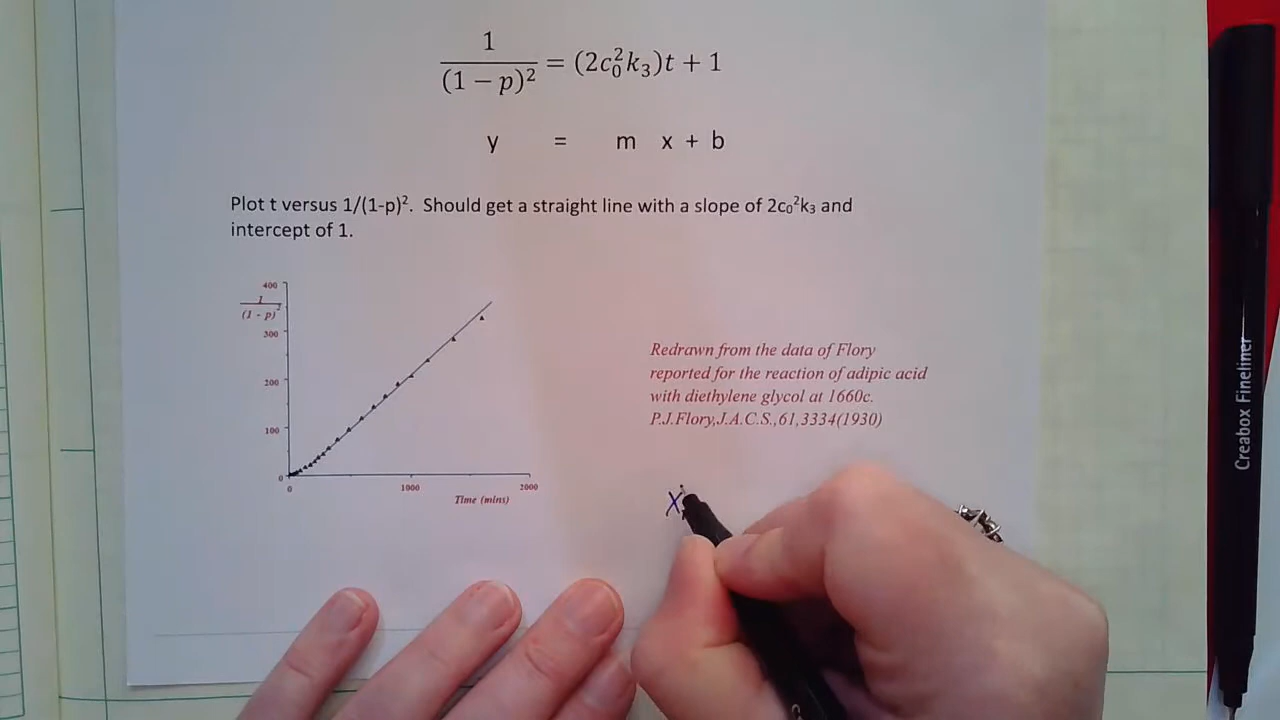 1
(1 − p)² = (2c₀²k₃)t + 1
y = m x + b
Plot t versus 1/(1-p)². Should get a straight line with a slope of 2c₀²k₃ and
intercept of 1.
400
1
(1 - p)²
300
200
100
0
0 1000 2000
Time (mins)
Redrawn from the data of Flory
reported for the reaction of adipic acid
with diethylene glycol at 1660c.
P.J.Flory,J.A.C.S.,61,3334(1930)
X
Creabox Fineliner